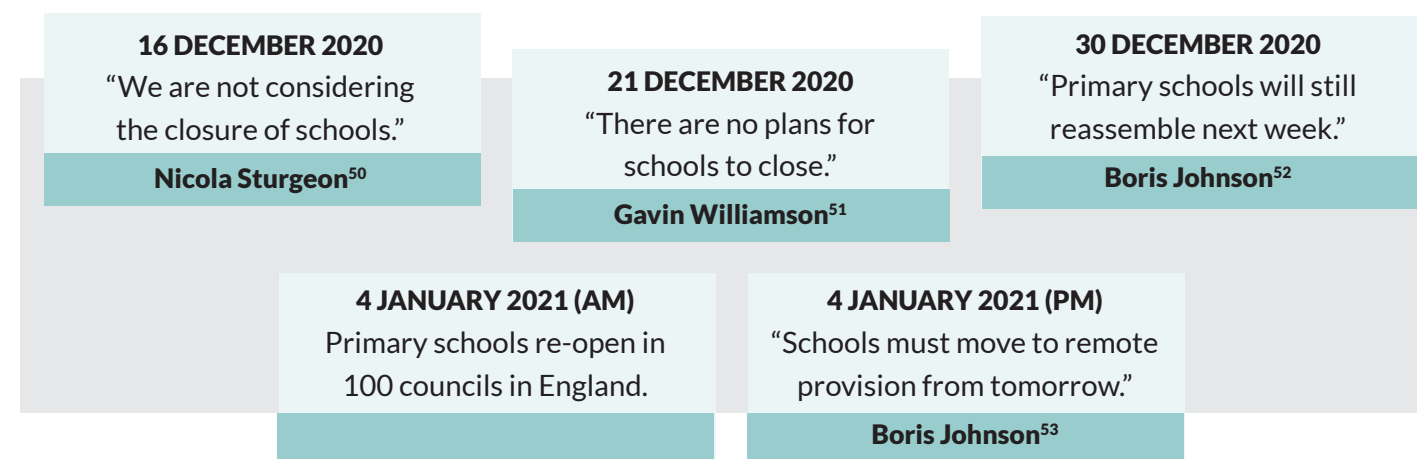 16 DECEMBER 2020
“We are not considering
the closure of schools.”
Nicola Sturgeon⁵⁰
21 DECEMBER 2020
“There are no plans for
schools to close.”
Gavin Williamson⁵¹
30 DECEMBER 2020
“Primary schools will still
reassemble next week.”
Boris Johnson⁵²
4 JANUARY 2021 (AM)
Primary schools re-open in
100 councils in England.
4 JANUARY 2021 (PM)
“Schools must move to remote
provision from tomorrow.”
Boris Johnson⁵³